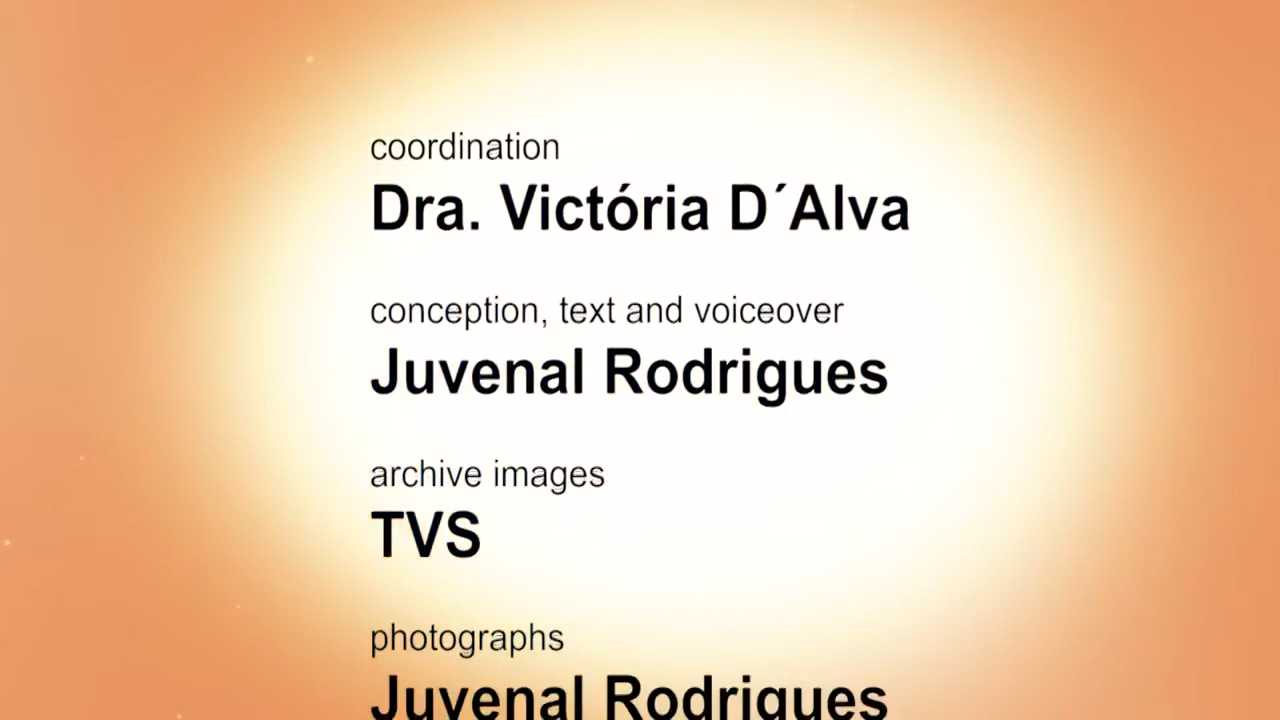 coordination
Dra. Victória D´Alva
conception, text and voiceover
Juvenal Rodrigues
archive images
TVS
photographs
Juvenal Rodrigues